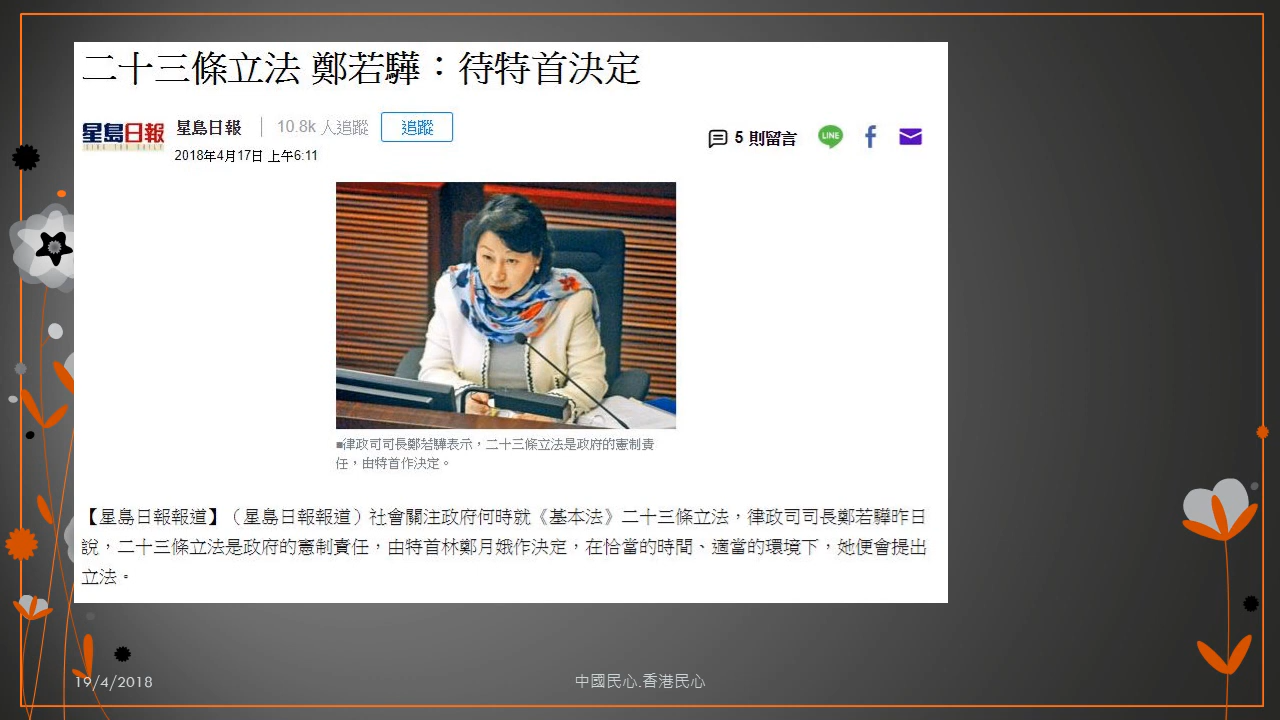 二十三條立法 鄭若驊：待特首決定
星島日報
星島日報 | 10.8k 人追蹤 追蹤
2018年4月17日 上午6:11
5 則留言
LINE
■律政司司長鄭若驊表示，二十三條立法是政府的憲制責
任，由特首作決定。
【星島日報報道】（星島日報報道）社會關注政府何時就《基本法》二十三條立法，律政司司長鄭若驊昨日
說，二十三條立法是政府的憲制責任，由特首林鄭月娥作決定，在恰當的時間、適當的環境下，她便會提出
立法。
19/4/2018
中國民心.香港民心